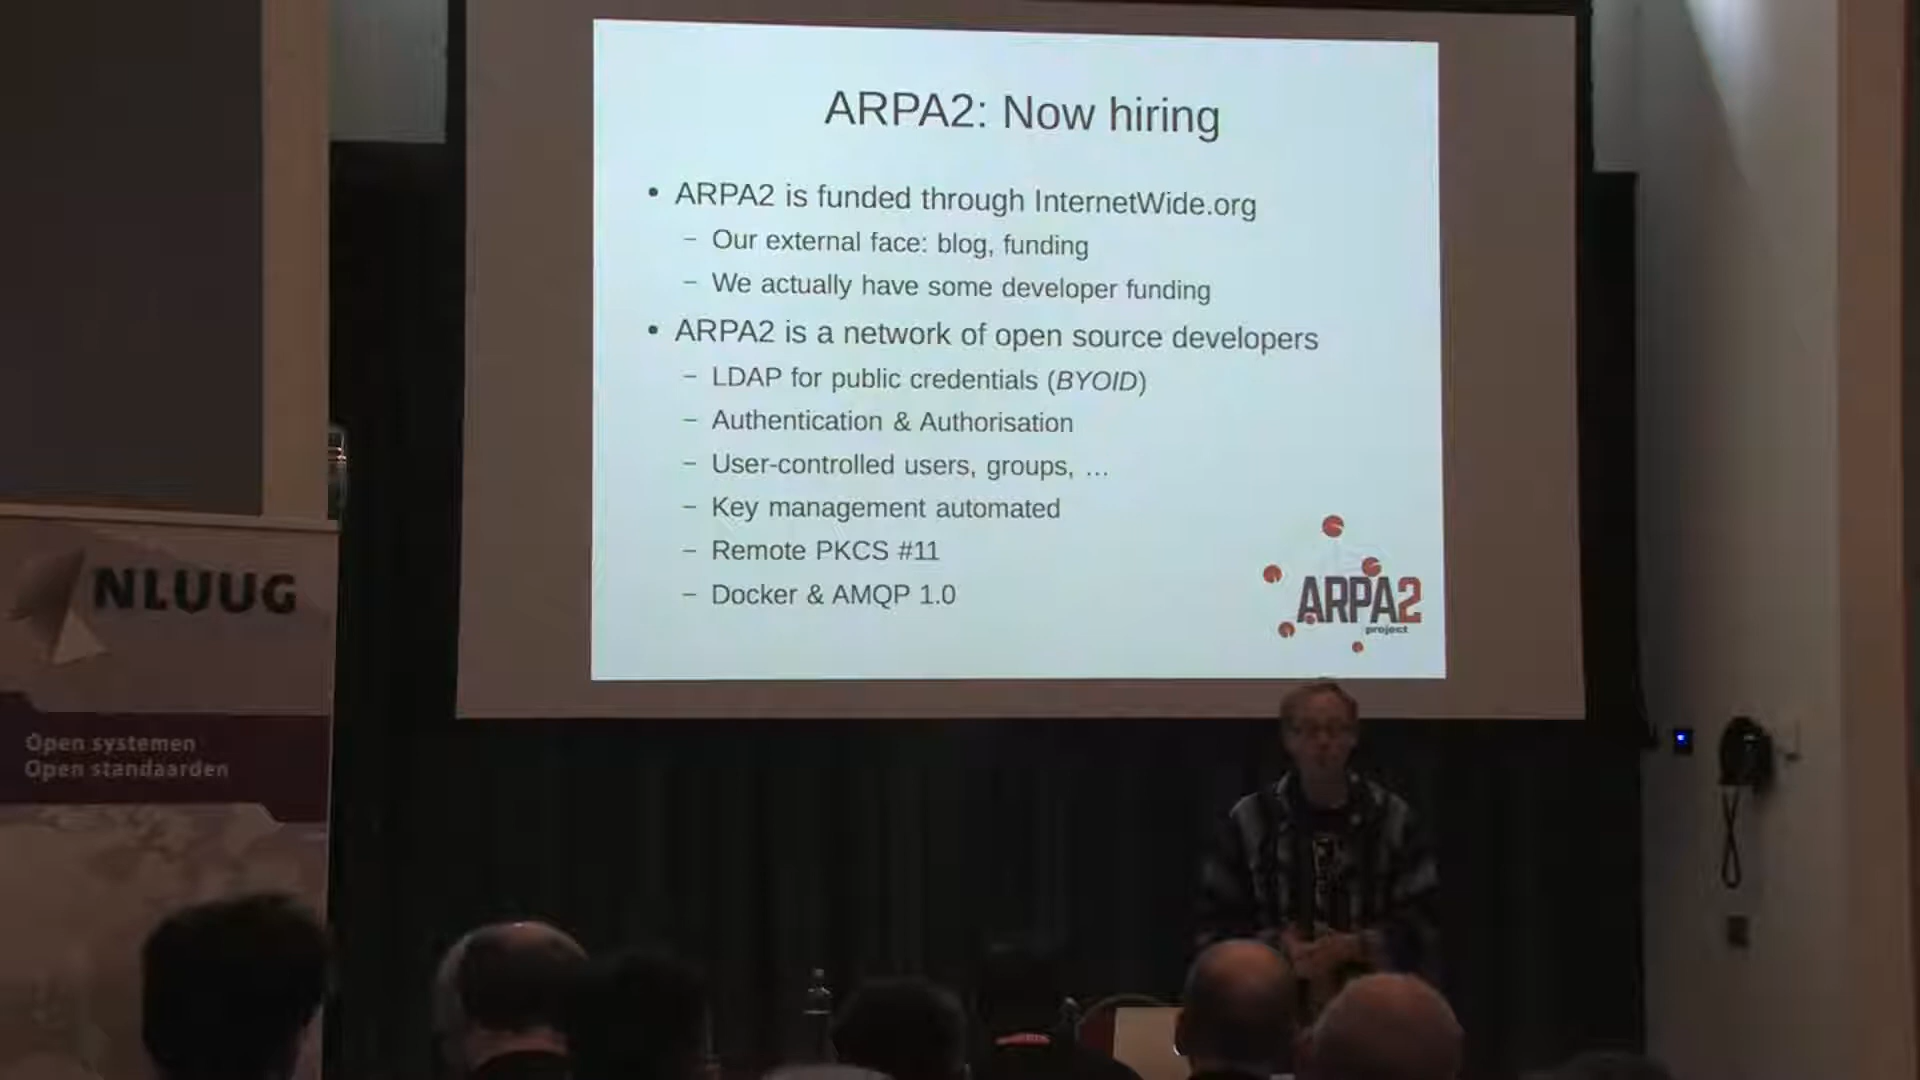 ARPA2: Now hiring
• ARPA2 is funded through InternetWide.org
– Our external face: blog, funding
– We actually have some developer funding
• ARPA2 is a network of open source developers
– LDAP for public credentials (BYOID)
– Authentication & Authorisation
– User-controlled users, groups, …
– Key management automated
– Remote PKCS #11
– Docker & AMQP 1.0
ARPA2
project
NLUUG
Open systemen
Open standaarden